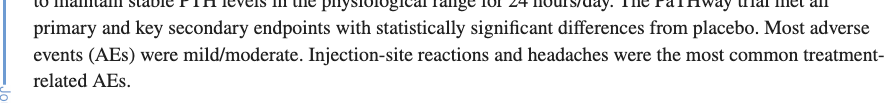 to maintain stable PTH levels in the physiological range for 24 hours/day. The PaTHway trial met all
primary and key secondary endpoints with statistically significant differences from placebo. Most adverse
events (AEs) were mild/moderate. Injection-site reactions and headaches were the most common treatment-
related AEs.
Jo